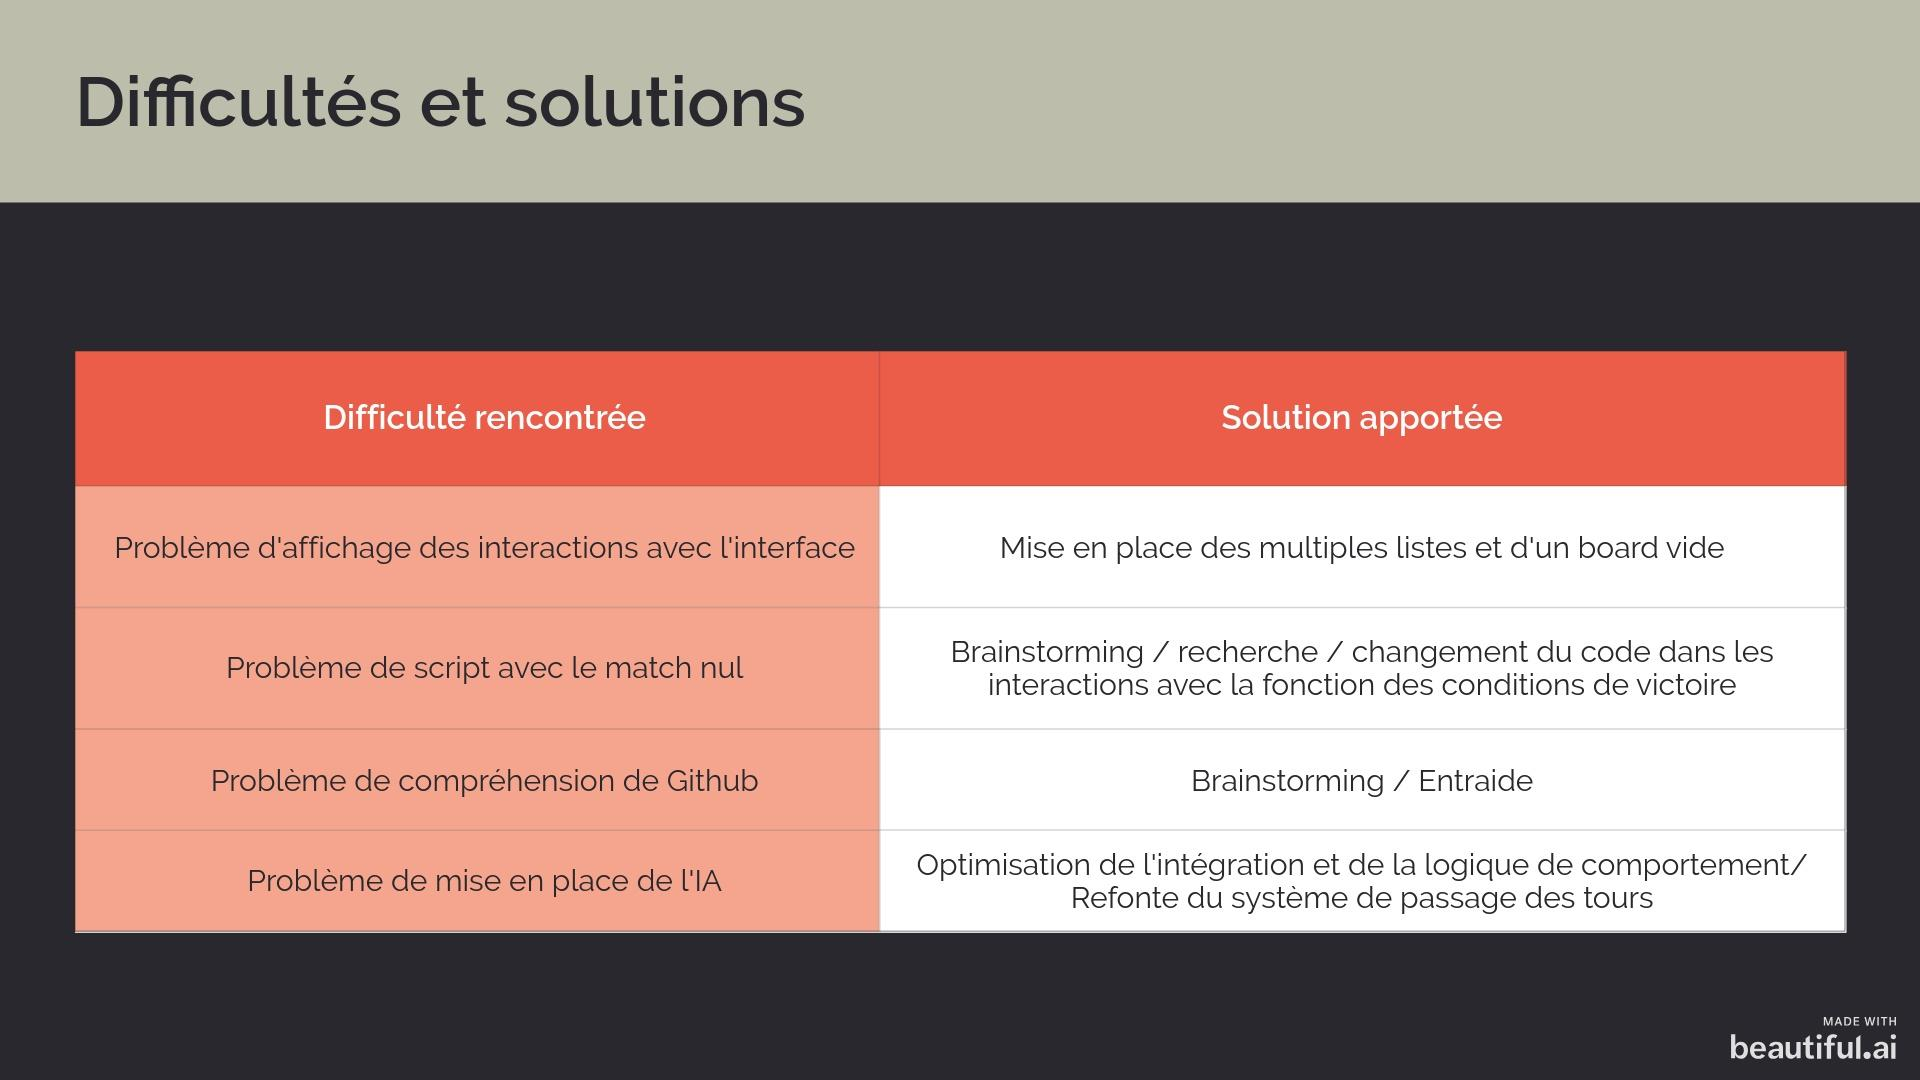 Difficultés et solutions
Difficulté rencontrée
Solution apportée
Problème d'affichage des interactions avec l'interface
Mise en place des multiples listes et d'un board vide
Problème de script avec le match nul
Brainstorming / recherche / changement du code dans les
interactions avec la fonction des conditions de victoire
Problème de compréhension de Github
Brainstorming / Entraide
Problème de mise en place de l'IA
Optimisation de l'intégration et de la logique de comportement/
Refonte du système de passage des tours
MADE WITH
beautiful.ai